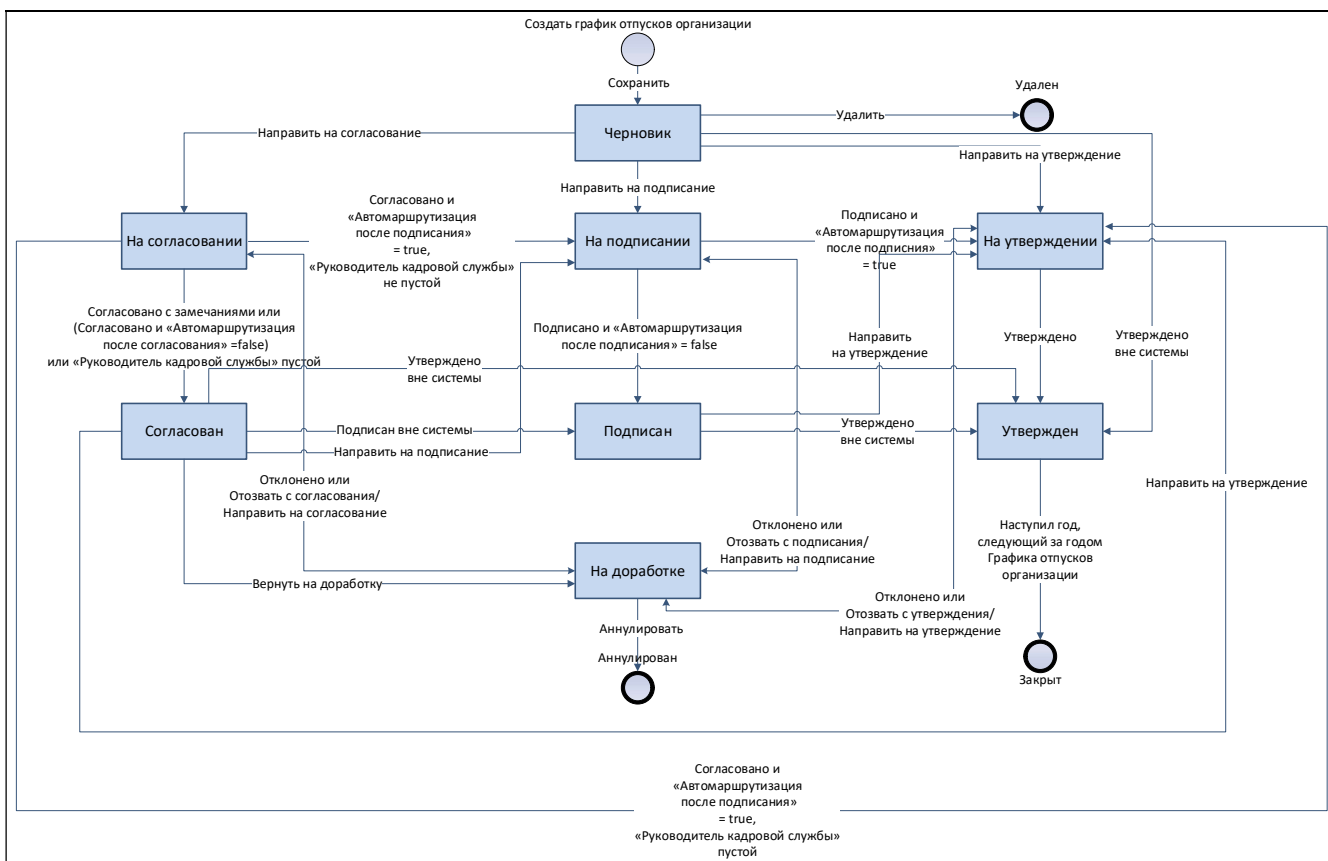 Создать график отпусков организации
Сохранить
Удален
Черновик
Удалить
Направить на согласование
Направить на утверждение
Направить на подписание
Согласовано и
«Автомаршрутизация
после подписания»
= true,
«Руководитель кадровой службы»
не пустой
Подписано и
«Автомаршрутизация
после подписния»
= true
На согласовании
На подписании
На утверждении
Согласовано с замечаниями или
(Согласовано и «Автомаршрутизация
после согласования» =false)
или «Руководитель кадровой службы» пустой
Подписано и «Автомаршрутизация
после подписания» = false
Направить
на утверждение
Утверждено
Утверждено
вне системы
Утверждено
вне системы
Согласован
Подписан вне системы
Направить на подписание
Подписан
Утверждено
вне системы
Утвержден
Отклонено или
Отозвать с согласования/
Направить на согласование
Направить на утверждение
Отклонено или
Отозвать с подписания/
Направить на подписание
Наступил год,
следующий за годом
Графика отпусков
организации
На доработке
Вернуть на доработку
Отклонено или
Отозвать с утверждения/
Направить на утверждение
Аннулировать
Аннулирован
Закрыт
Согласовано и
«Автомаршрутизация
после подписания»
= true,
«Руководитель кадровой службы»
пустой